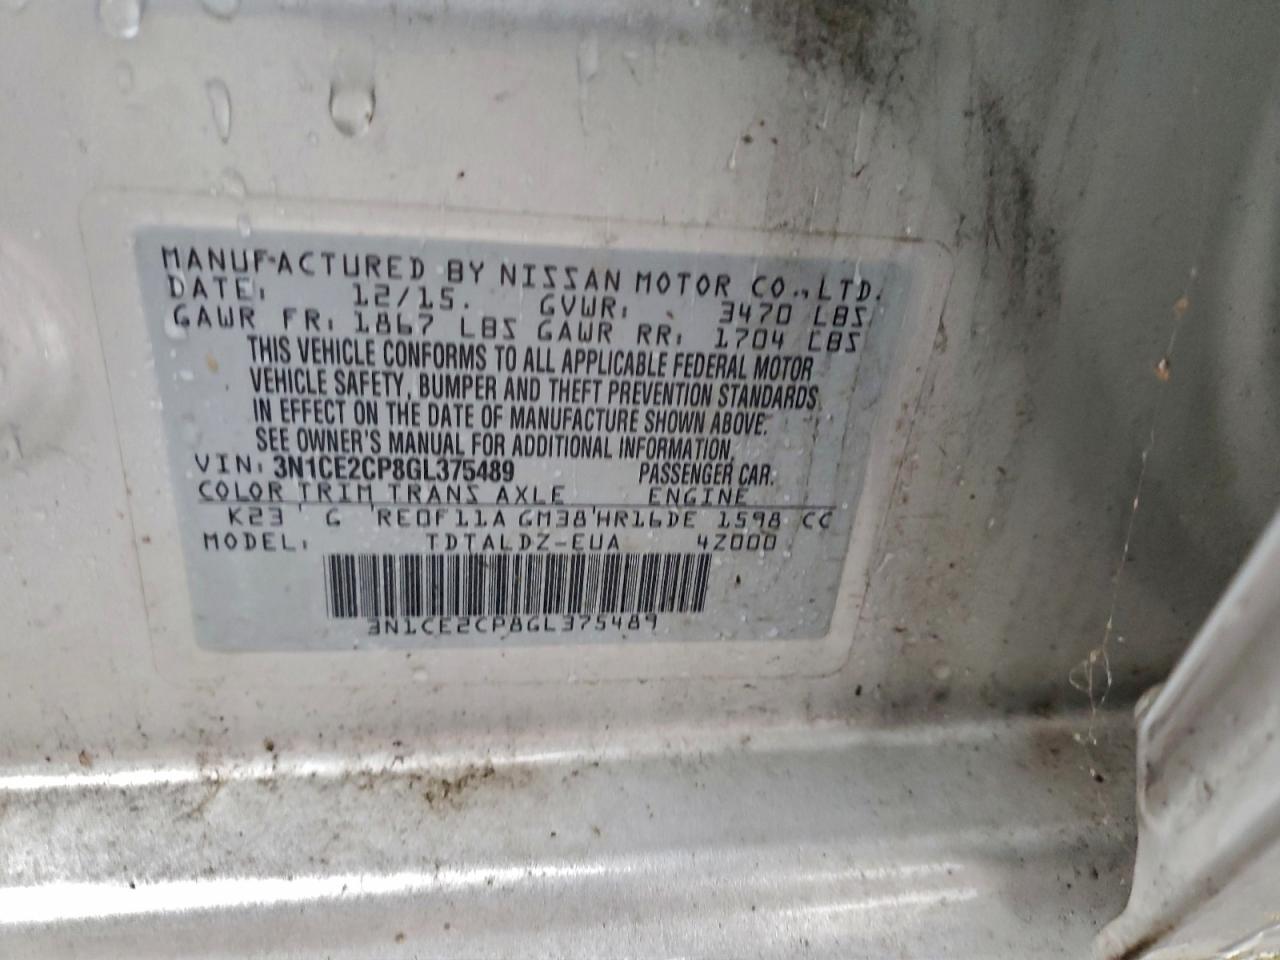 MANUFACTURED BY NISSAN MOTOR CO., LTD.
DATE: 12/15. GVWR: 3470 LBS
GAWR FR: 1867 LBS GAWR RR: 1704 LBS
THIS VEHICLE CONFORMS TO ALL APPLICABLE FEDERAL MOTOR
VEHICLE SAFETY, BUMPER AND THEFT PREVENTION STANDARDS
IN EFFECT ON THE DATE OF MANUFACTURE SHOWN ABOVE.
SEE OWNER'S MANUAL FOR ADDITIONAL INFORMATION.
VIN: 3N1CE2CP8GL375489 PASSENGER CAR.
COLOR TRIM TRANS AXLE ENGINE
K23 G RE0F11A GM38 HR16DE 1598 CC
MODEL: TDTALDZ-EUA 4Z000
3N1CE2CP8GL375489